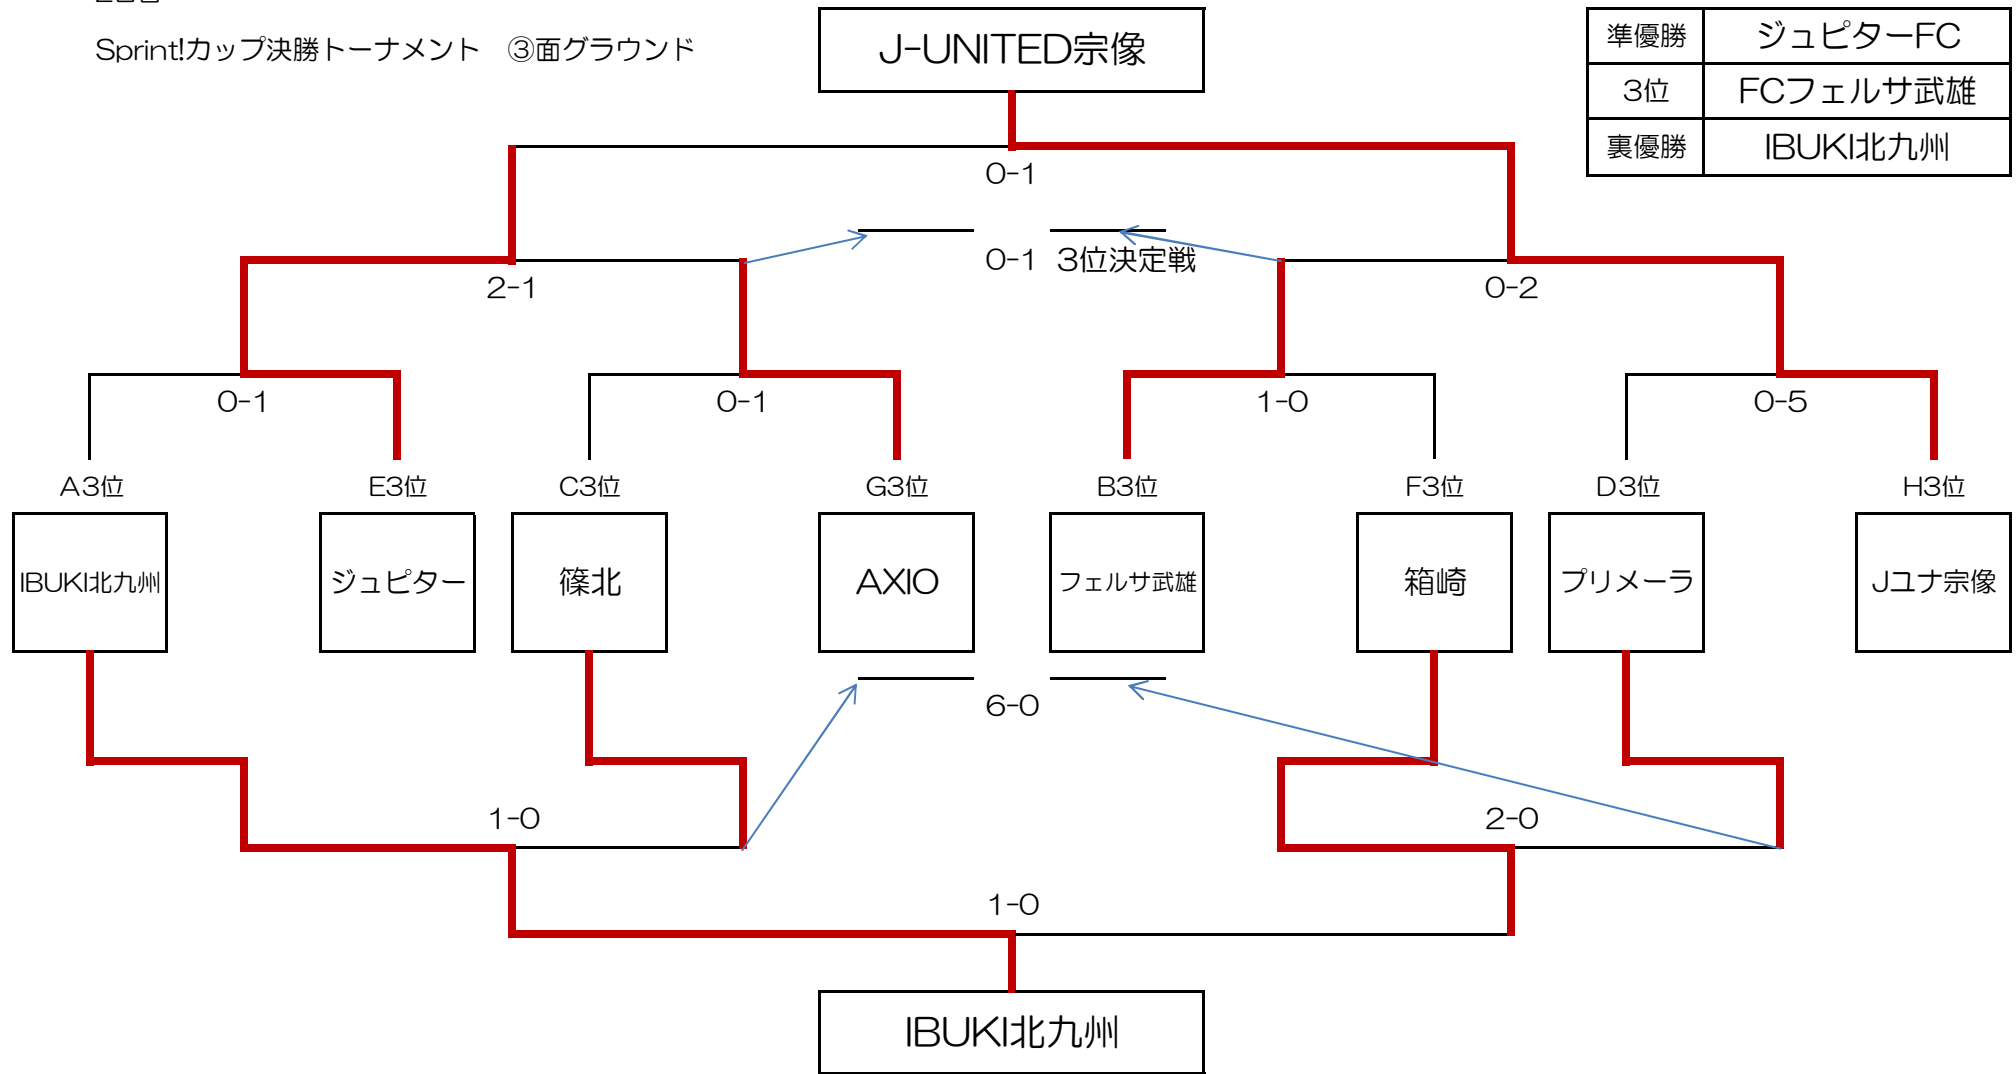 Sprint!カップ決勝トーナメント　③面グラウンド
J-UNITED宗像
準優勝 ジュピターFC
3位 FCフェルサ武雄
裏優勝 IBUKI北九州
0-1
0-1 3位決定戦
2-1 0-2
0-1 0-1 1-0 0-5
A3位 E3位 C3位 G3位 B3位 F3位 D3位 H3位
IBUKI北九州 ジュピター 篠北 AXIO フェルサ武雄 箱崎 プリメーラ Jユナ宗像
6-0
1-0 2-0
1-0
IBUKI北九州